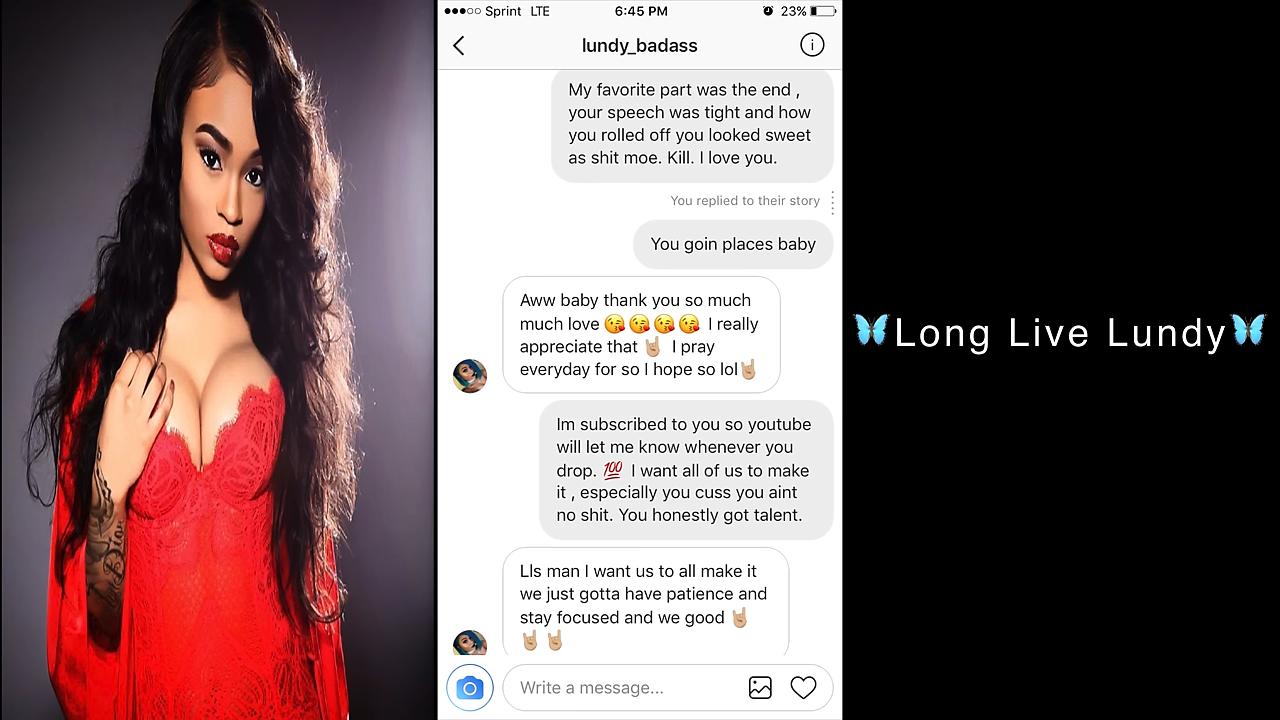 Sprint LTE 6:45 PM 23%
lundy_badass
My favorite part was the end ,
your speech was tight and how
you rolled off you looked sweet
as shit moe. Kill. I love you.
You replied to their story
You goin places baby
Aww baby thank you so much
much love 😘😘😘😘 I really
appreciate that 🤘🏼 I pray
everyday for so I hope so lol🤘🏼
Im subscribed to you so youtube
will let me know whenever you
drop. 💯 I want all of us to make
it , especially you cuss you aint
no shit. You honestly got talent.
Lls man I want us to all make it
we just gotta have patience and
stay focused and we good 🤘🏼
🤘🏼 🤘🏼
Write a message...
🦋Long Live Lundy🦋